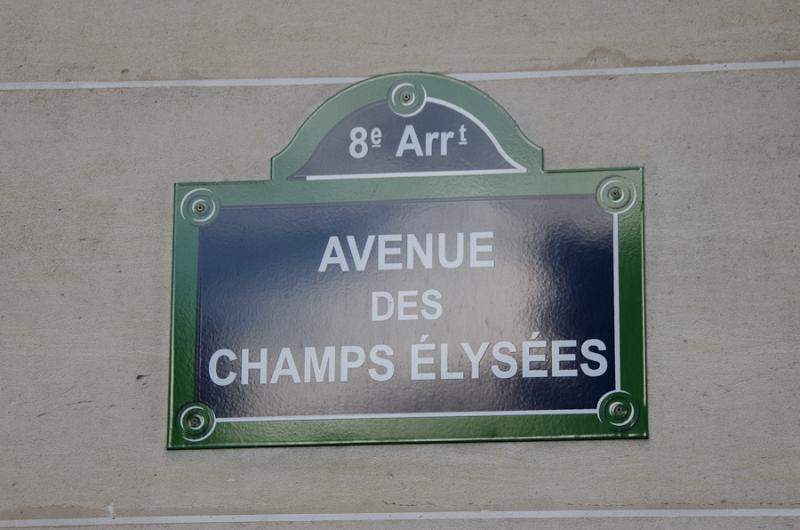 8e Arrt
AVENUE
DES
CHAMPS ÉLYSÉES